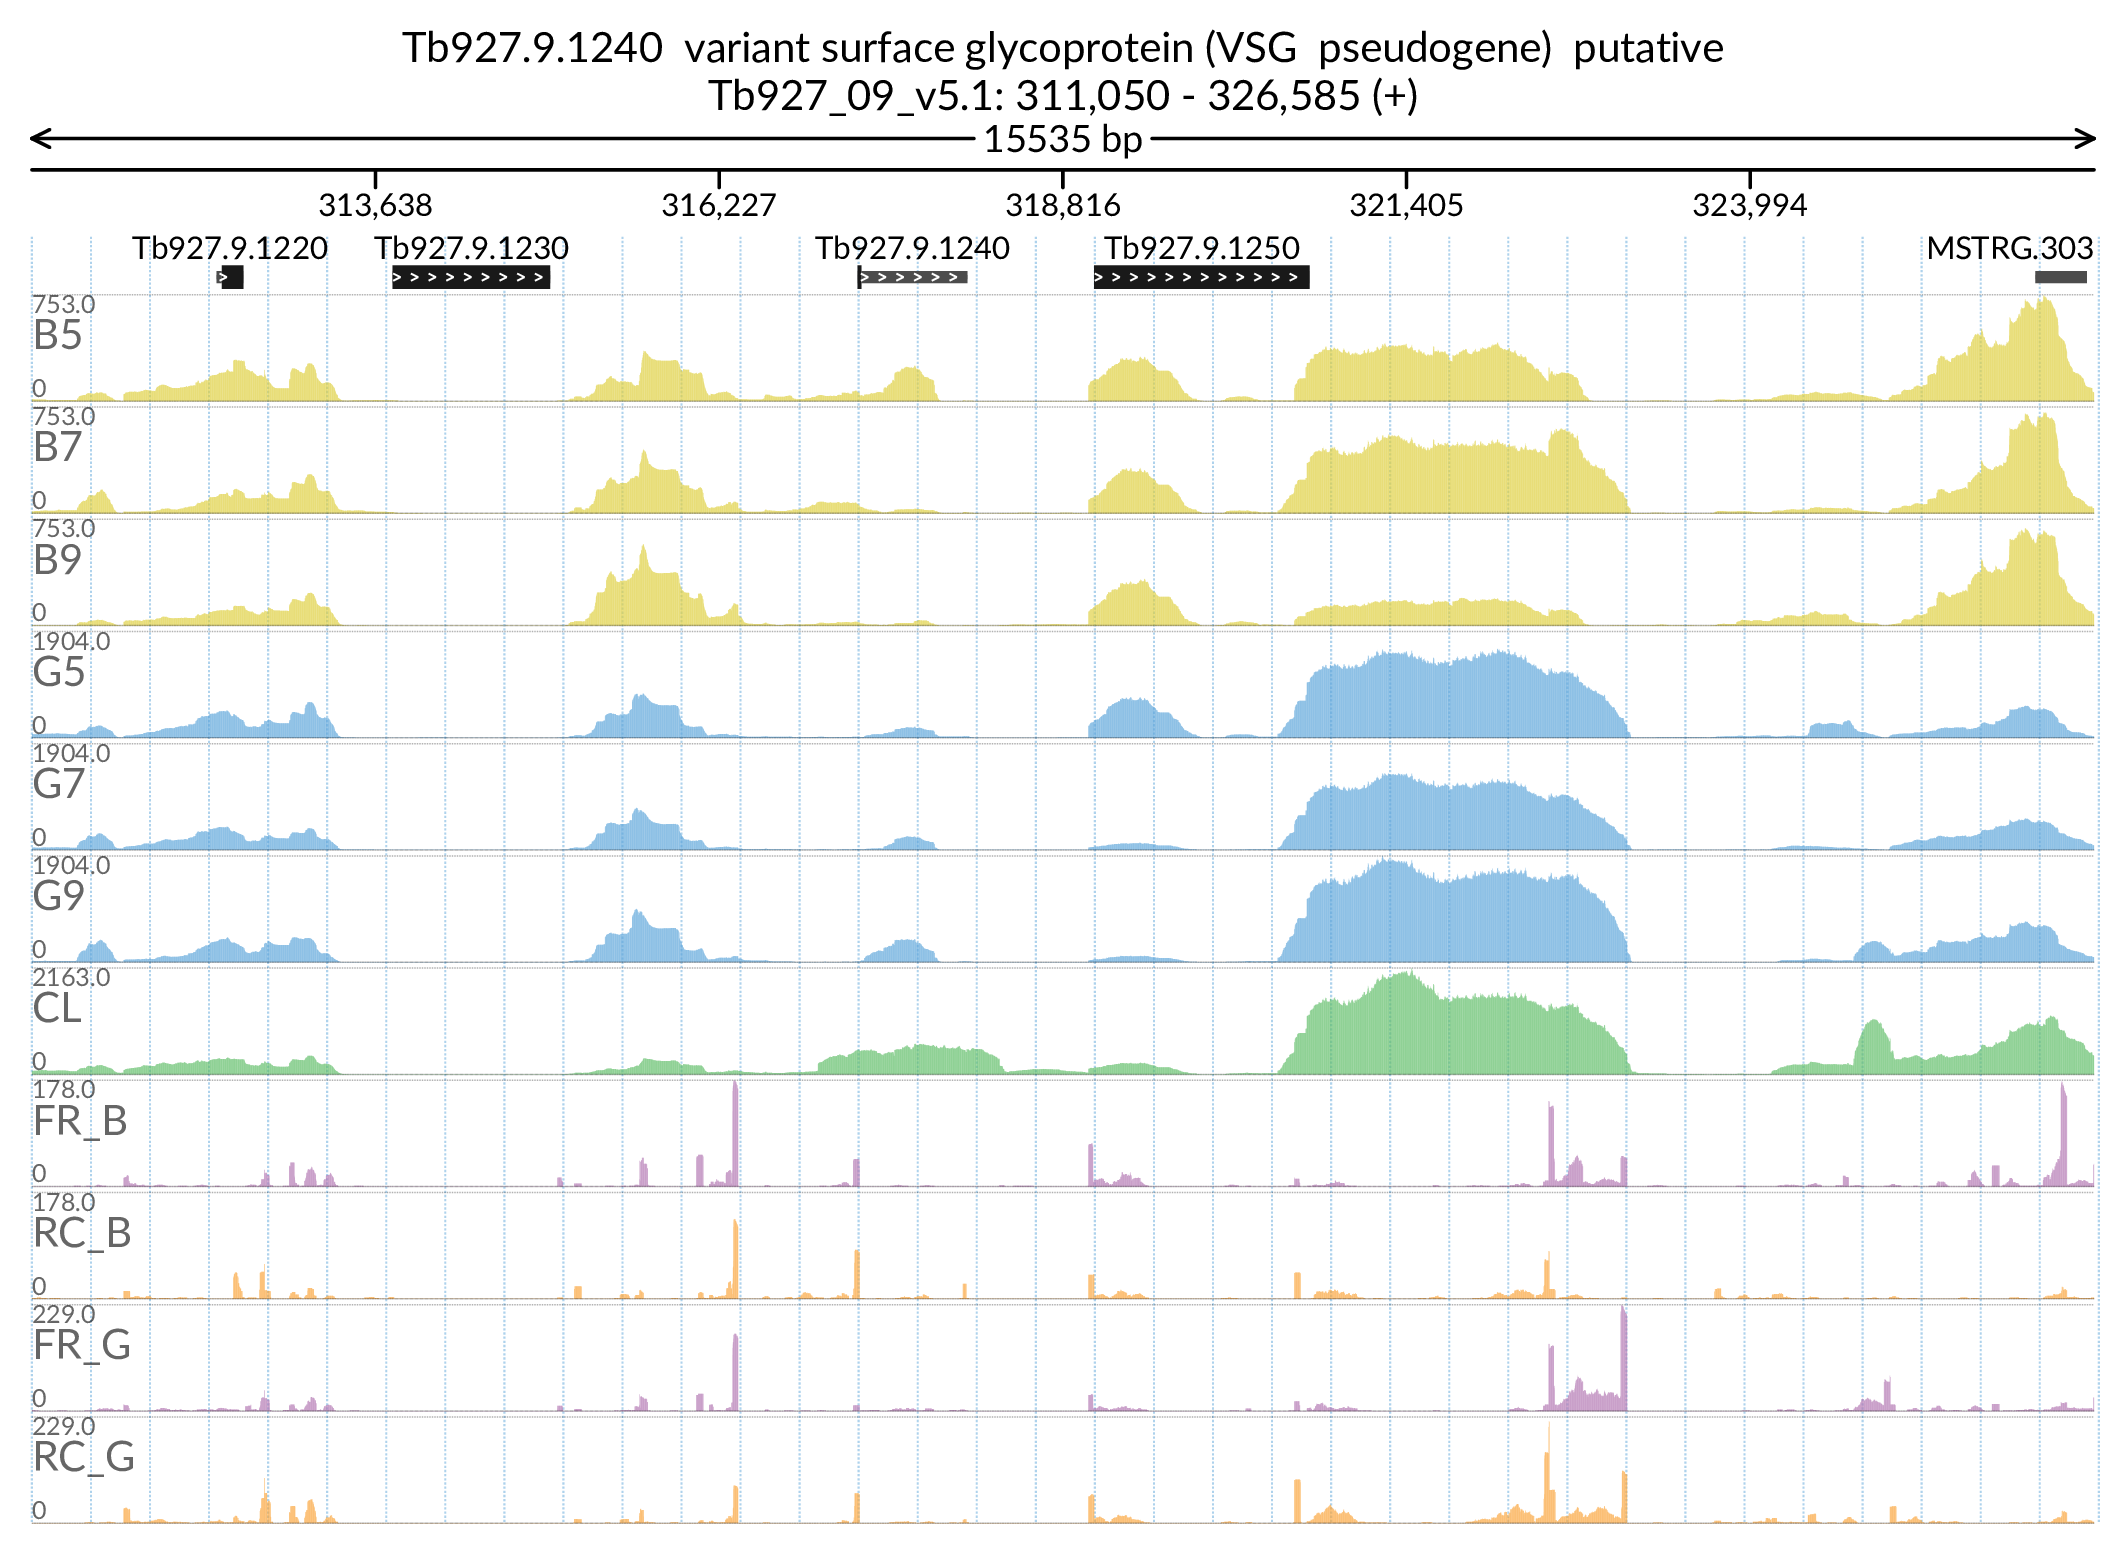 Tb927.9.1240  variant surface glycoprotein (VSG  pseudogene)  putative
Tb927_09_v5.1: 311,050 - 326,585 (+)
15535 bp
313,638 316,227 318,816 321,405 323,994
Tb927.9.1220 Tb927.9.1230 Tb927.9.1240 Tb927.9.1250 MSTRG.303
753.0
B5
0
753.0
B7
0
753.0
B9
0
1904.0
G5
0
1904.0
G7
0
1904.0
G9
0
2163.0
CL
0
178.0
FR_B
0
178.0
RC_B
0
229.0
FR_G
0
229.0
RC_G
0